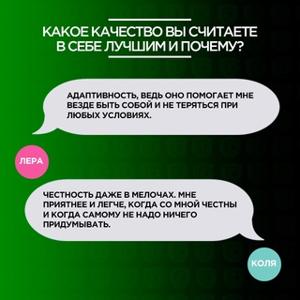 КАКОЕ КАЧЕСТВО ВЫ СЧИТАЕТЕ
В СЕБЕ ЛУЧШИМ И ПОЧЕМУ?
АДАПТИВНОСТЬ, ВЕДЬ ОНО ПОМОГАЕТ МНЕ
ВЕЗДЕ БЫТЬ СОБОЙ И НЕ ТЕРЯТЬСЯ ПРИ
ЛЮБЫХ УСЛОВИЯХ.
ЛЕРА
ЧЕСТНОСТЬ ДАЖЕ В МЕЛОЧАХ. МНЕ
ПРИЯТНЕЕ И ЛЕГЧЕ, КОГДА СО МНОЙ ЧЕСТНЫ
И КОГДА САМОМУ НЕ НАДО НИЧЕГО
ПРИДУМЫВАТЬ.
КОЛЯ